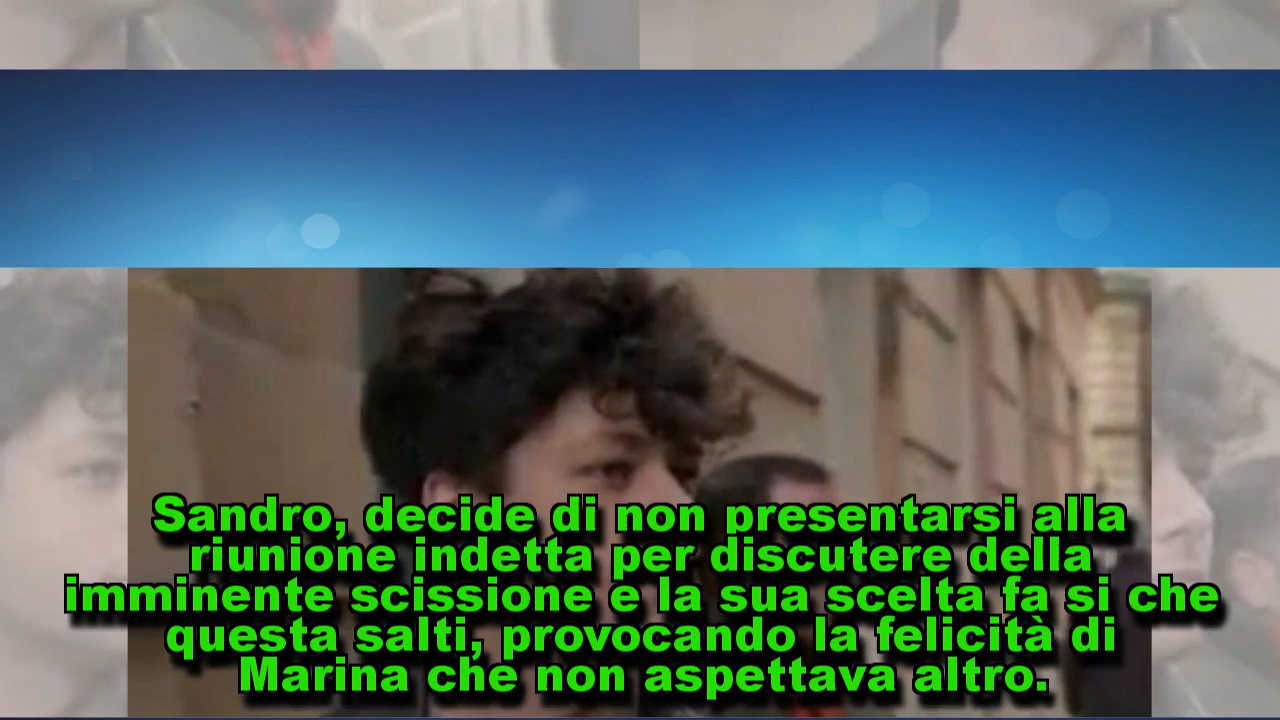 Sandro, decide di non presentarsi alla
riunione indetta per discutere della
imminente scissione e la sua scelta fa si che
questa salti, provocando la felicità di
Marina che non aspettava altro.